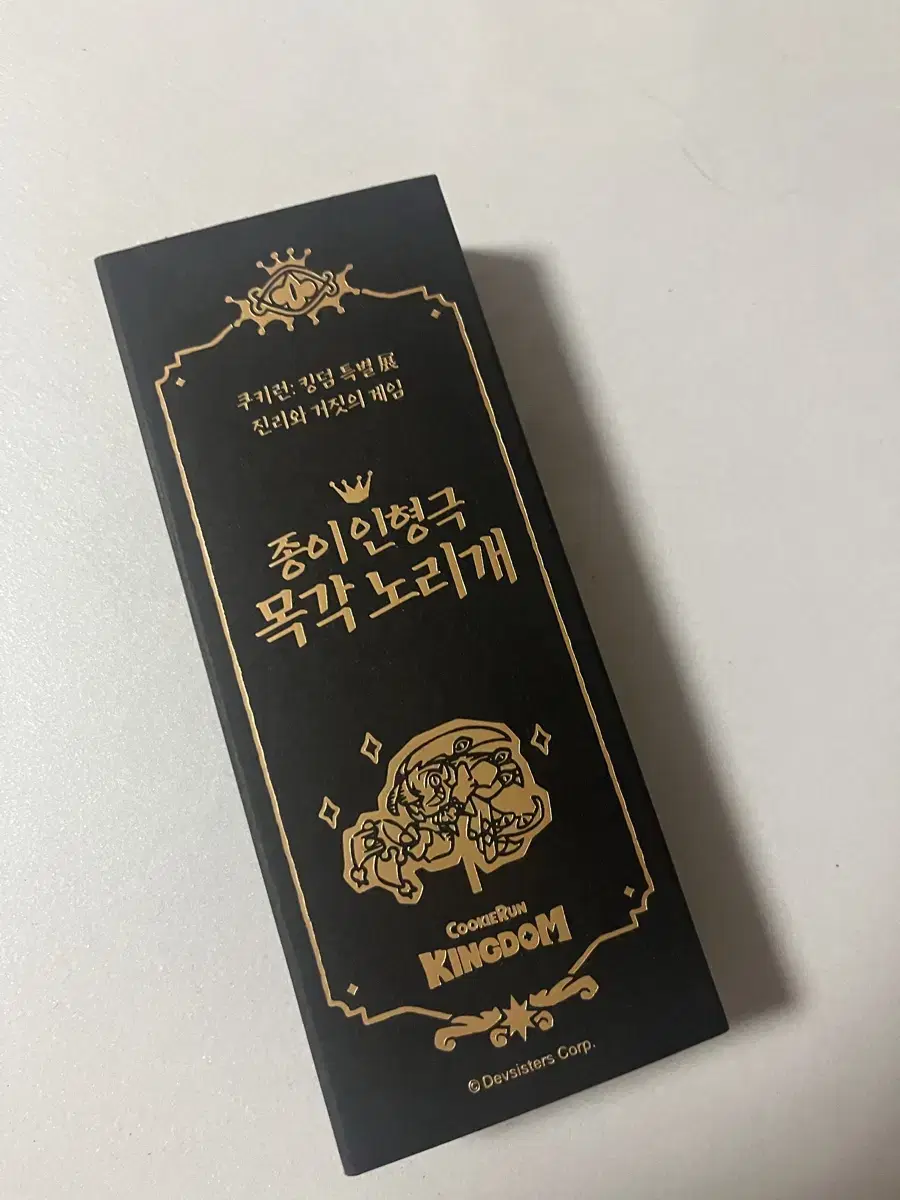 쿠키런: 킹덤 특별展
진리와 거짓의 게임
종이인형극
목각 노리개
COOKIERUN
KINGDOM
©Devsisters Corp.